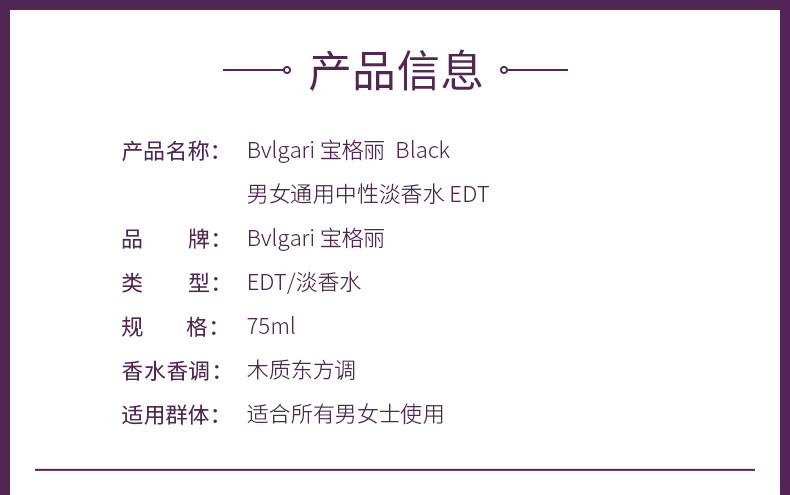 产品信息
产品名称： Bvlgari 宝格丽 Black
男女通用中性淡香水 EDT
品 牌： Bvlgari 宝格丽
类 型： EDT/淡香水
规 格： 75ml
香水香调： 木质东方调
适用群体： 适合所有男女士使用